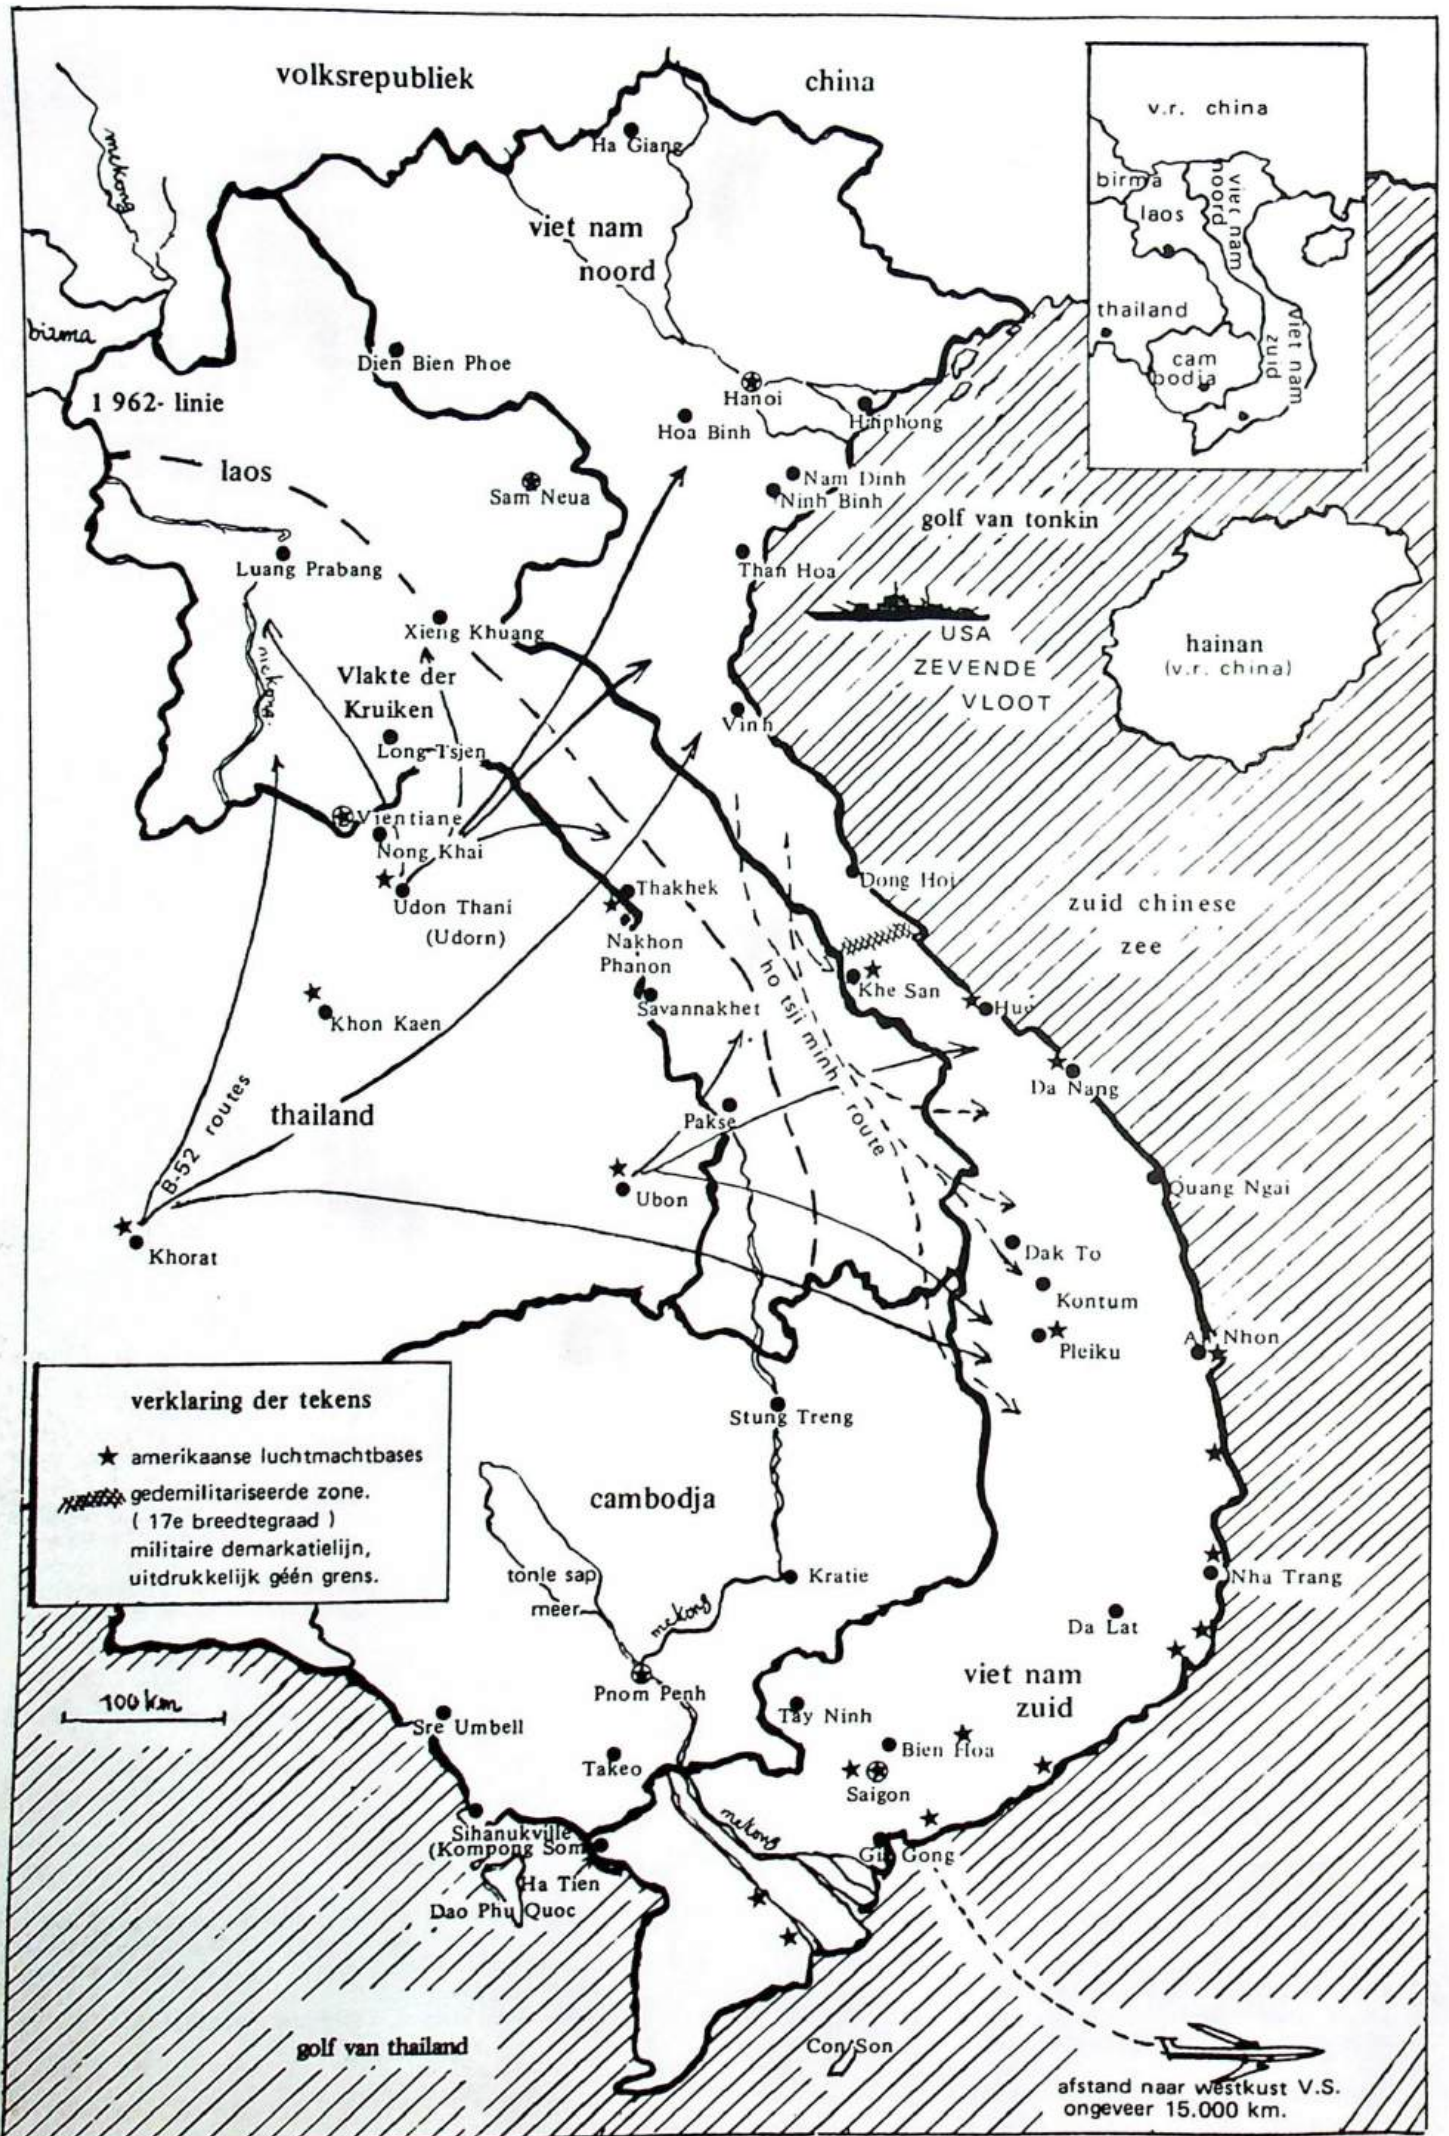 volksrepubliek china
mekong
Ha Giang
viet nam
noord
birma
Dien Bien Phoe
1962- linie
Hanoi
Haiphong
Hoa Binh
laos
Sam Neua
Nam Dinh
Ninh Binh
golf van tonkin
Luang Prabang
Than Hoa
Xieng Khuang
USA
ZEVENDE
VLOOT
hainan
(v.r. china)
mekong
Vlakte der
Kruiken
Vinh
Long-Tsjen
Vientiane
Nong Khai
Dong Hoi
Thakhek
Udon Thani
(Udorn)
zuid chinese
zee
Nakhon
Phanon
ho tsji minh route
Khe San
Savannakhet
Hué
Khon Kaen
Da Nang
B-52 routes
thailand
Pakse
Quang Ngai
Ubon
Khorat
Dak To
Kontum
Pleiku
An Nhon
Stung Treng
cambodja
tonle sap
meer
Kratie
mekong
Nha Trang
Da Lat
viet nam
zuid
Pnom Penh
Tay Ninh
Sre Umbell
Bien Hoa
Takeo
Saigon
mekong
Sihanukville
(Kompong Som
Gia Gong
Ha Tien
Dao Phu Quoc
golf van thailand
Con Son
afstand naar westkust V.S.
ongeveer 15.000 km.
verklaring der tekens
amerikaanse luchtmachtbases
gedemilitariseerde zone.
( 17e breedtegraad )
militaire demarkatielijn,
uitdrukkelijk géén grens.
100 km
v.r. china
birma
laos
viet nam
noord
thailand
cam
bodja
viet nam
zuid